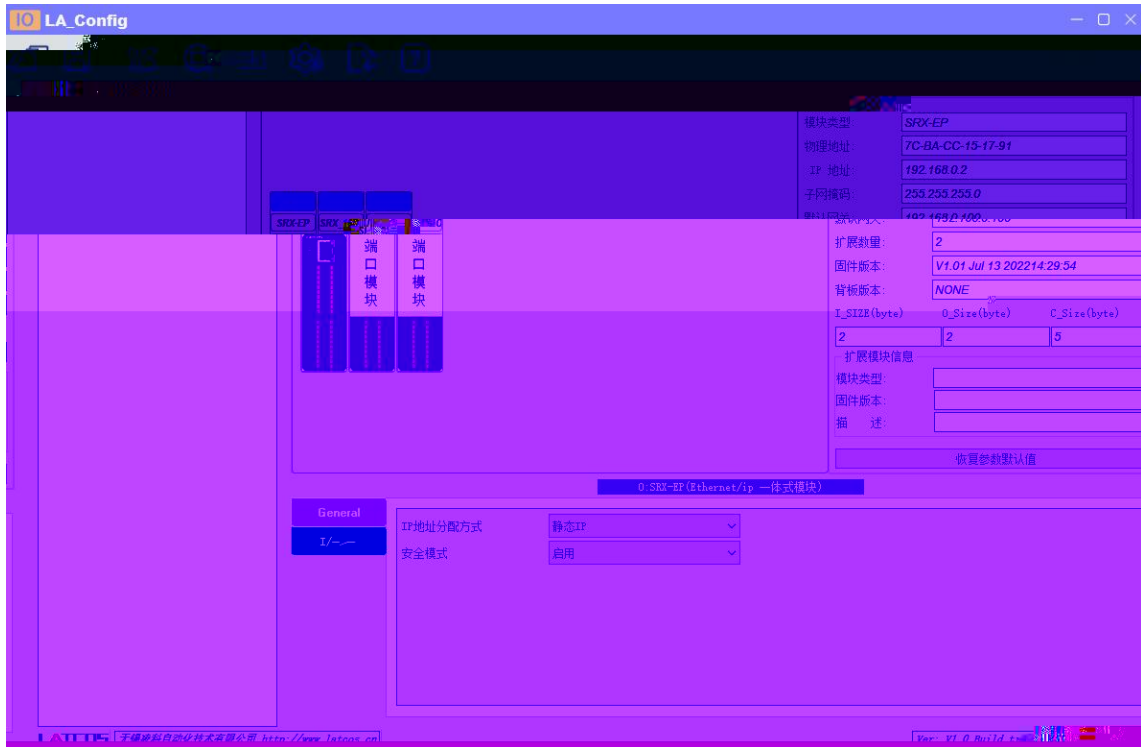 IO LA_Config
模块类型: SRX-EP
物理地址: 7C-BA-CC-15-17-91
IP 地址: 192.168.0.2
子网掩码: 255.255.255.0
SRX-EP
扩展数量: 2
固件版本: V1.01 Jul 13 202214:29:54
背板版本: NONE
I_SIZE(byte) O_Size(byte) C_Size(byte)
2 2 5
端口模块
端口模块
扩展模块信息
模块类型:
固件版本:
描 述:
恢复参数默认值
0:SRX-EP(Ethernet/ip 一体式模块)
General
IP地址分配方式 静态IP
安全模式 启用